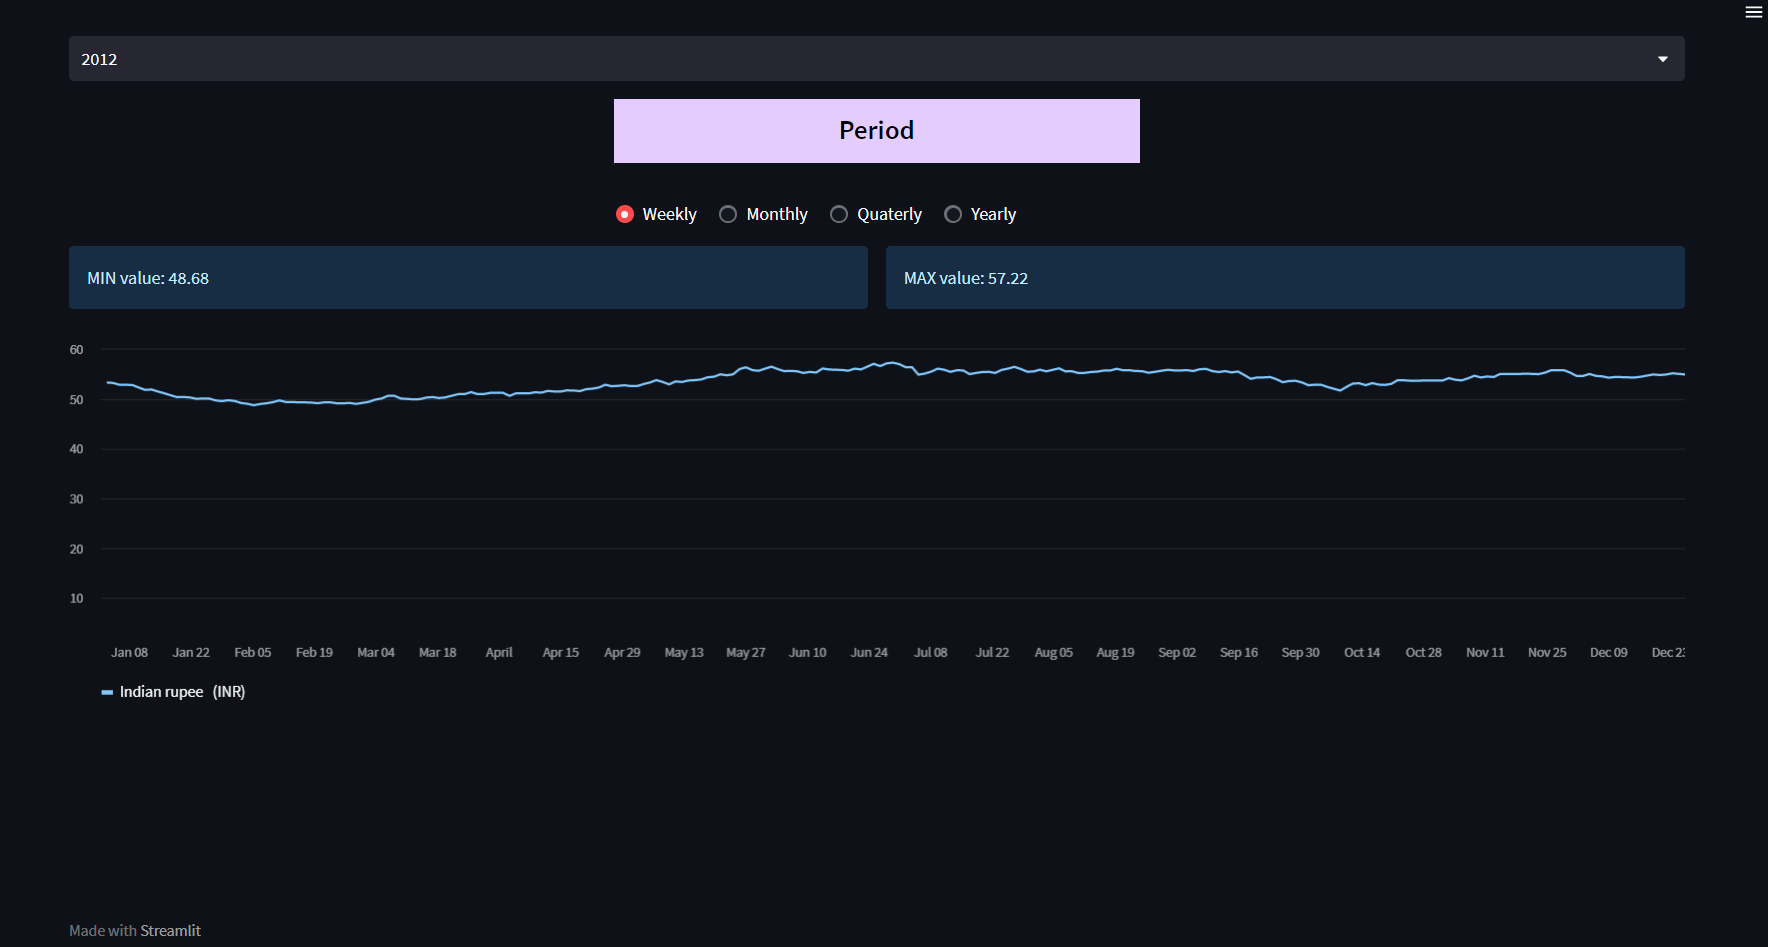 2012
Period
Weekly Monthly Quaterly Yearly
MIN value: 48.68
MAX value: 57.22
60
50
40
30
20
10
Jan 08 Jan 22 Feb 05 Feb 19 Mar 04 Mar 18 April Apr 15 Apr 29 May 13 May 27 Jun 10 Jun 24 Jul 08 Jul 22 Aug 05 Aug 19 Sep 02 Sep 16 Sep 30 Oct 14 Oct 28 Nov 11 Nov 25 Dec 09 Dec 23
Indian rupee (INR)
Made with Streamlit